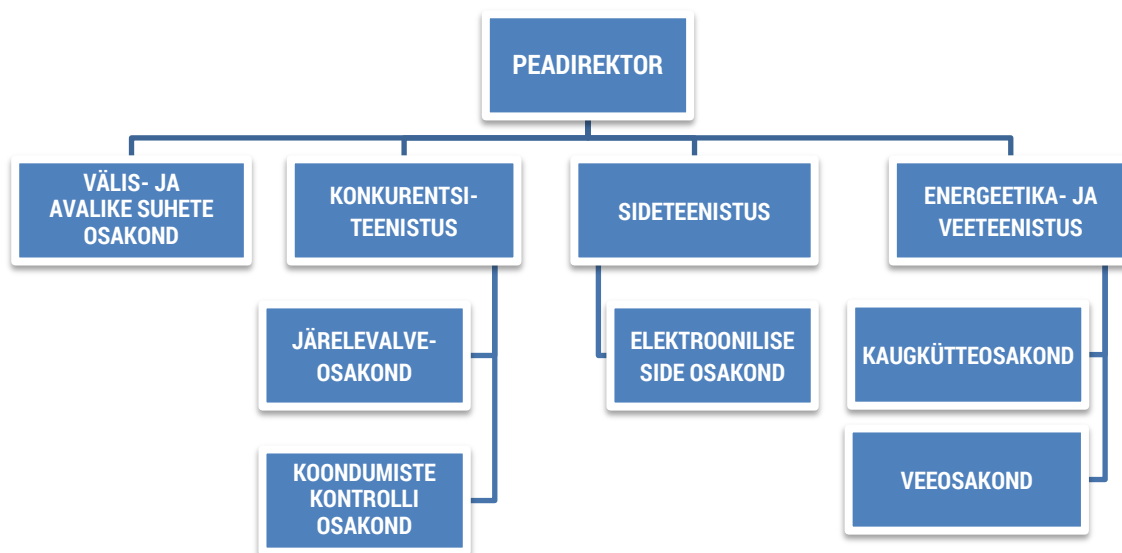 PEADIREKTOR
VÄLIS- JA
AVALIKE SUHETE
OSAKOND
KONKURENTSI-
TEENISTUS
SIDETEENISTUS
ENERGEETIKA- JA
VEETEENISTUS
JÄRELEVALVE-
OSAKOND
ELEKTROONILISE
SIDE OSAKOND
KAUGKÜTTEOSAKOND
KOONDUMISTE
KONTROLLI
OSAKOND
VEEOSAKOND